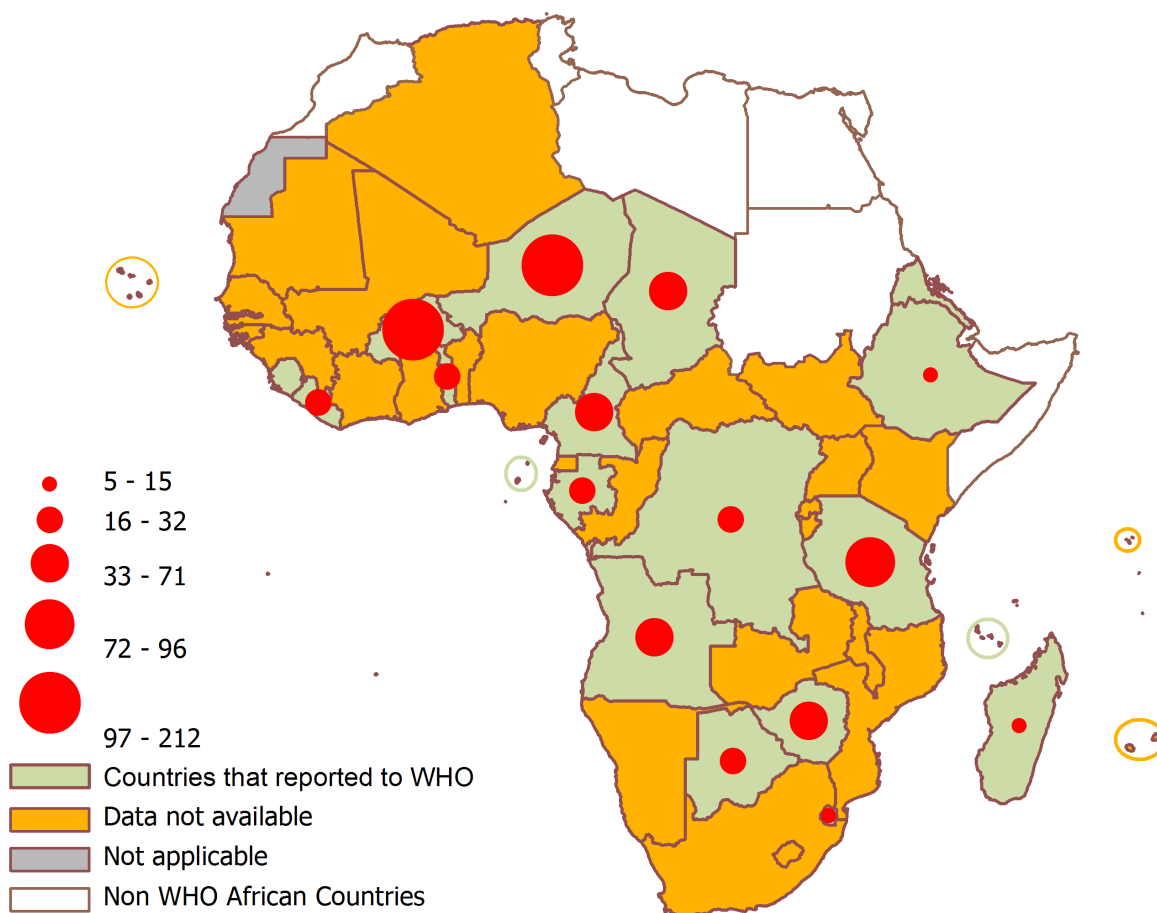 5 - 15
16 - 32
33 - 71
72 - 96
97 - 212
Countries that reported to WHO
Data not available
Not applicable
Non WHO African Countries